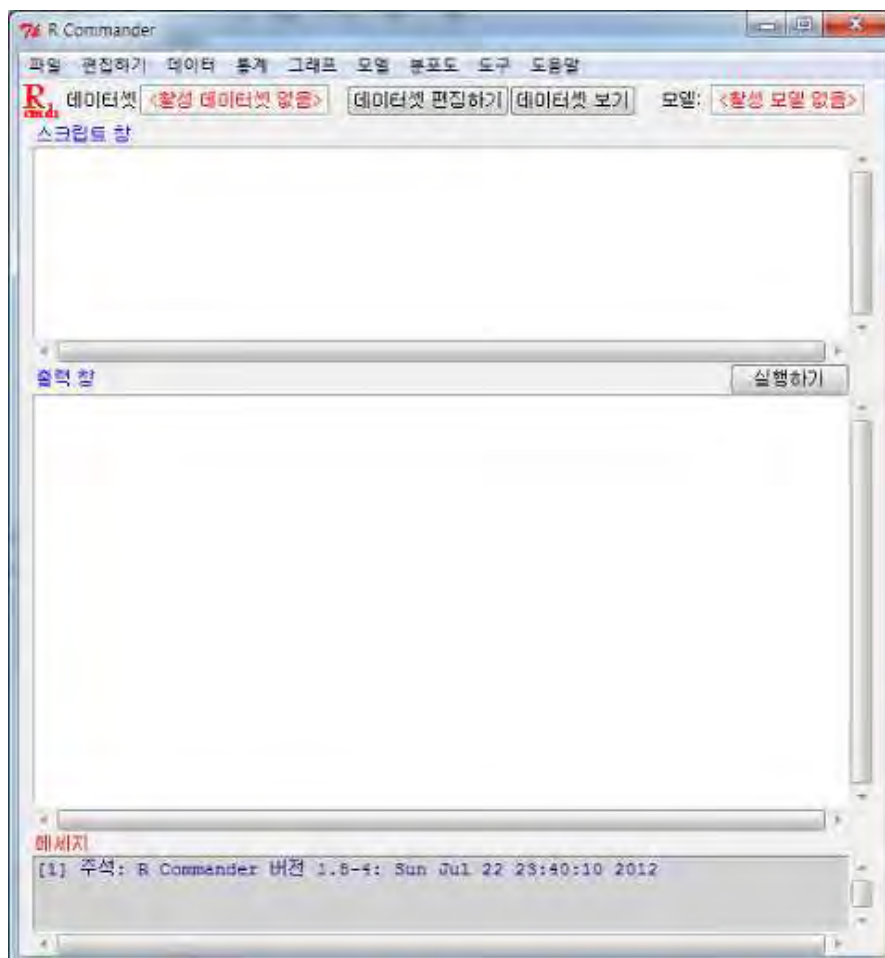 R Commander
파일 편집하기 데이터 통계 그래프 모델 분포도 도구 도움말
R cmdr 데이터셋 <활성 데이터셋 없음> 데이터셋 편집하기 데이터셋 보기 모델: <활성 모델 없음>
스크립트 창
출력 창 실행하기
메세지
[1] 주석: R Commander 버전 Sun Jul 22 23:40:10 2012